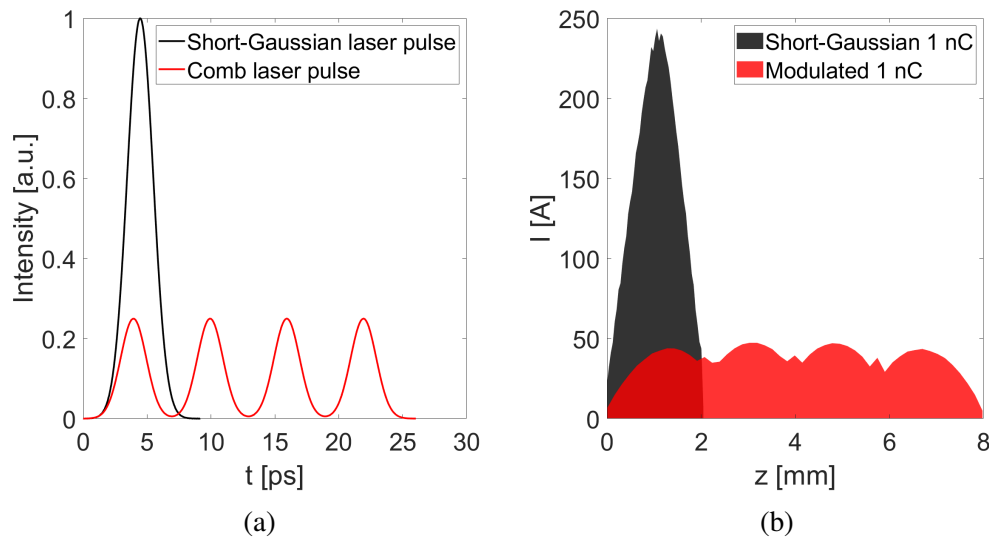 Short-Gaussian laser pulse
Comb laser pulse
Intensity [a.u.]
1
0.8
0.6
0.4
0.2
0
0 5 10 15 20 25 30
t [ps]
(a)
Short-Gaussian 1 nC
Modulated 1 nC
I [A]
250
200
150
100
50
0
0 2 4 6 8
z [mm]
(b)